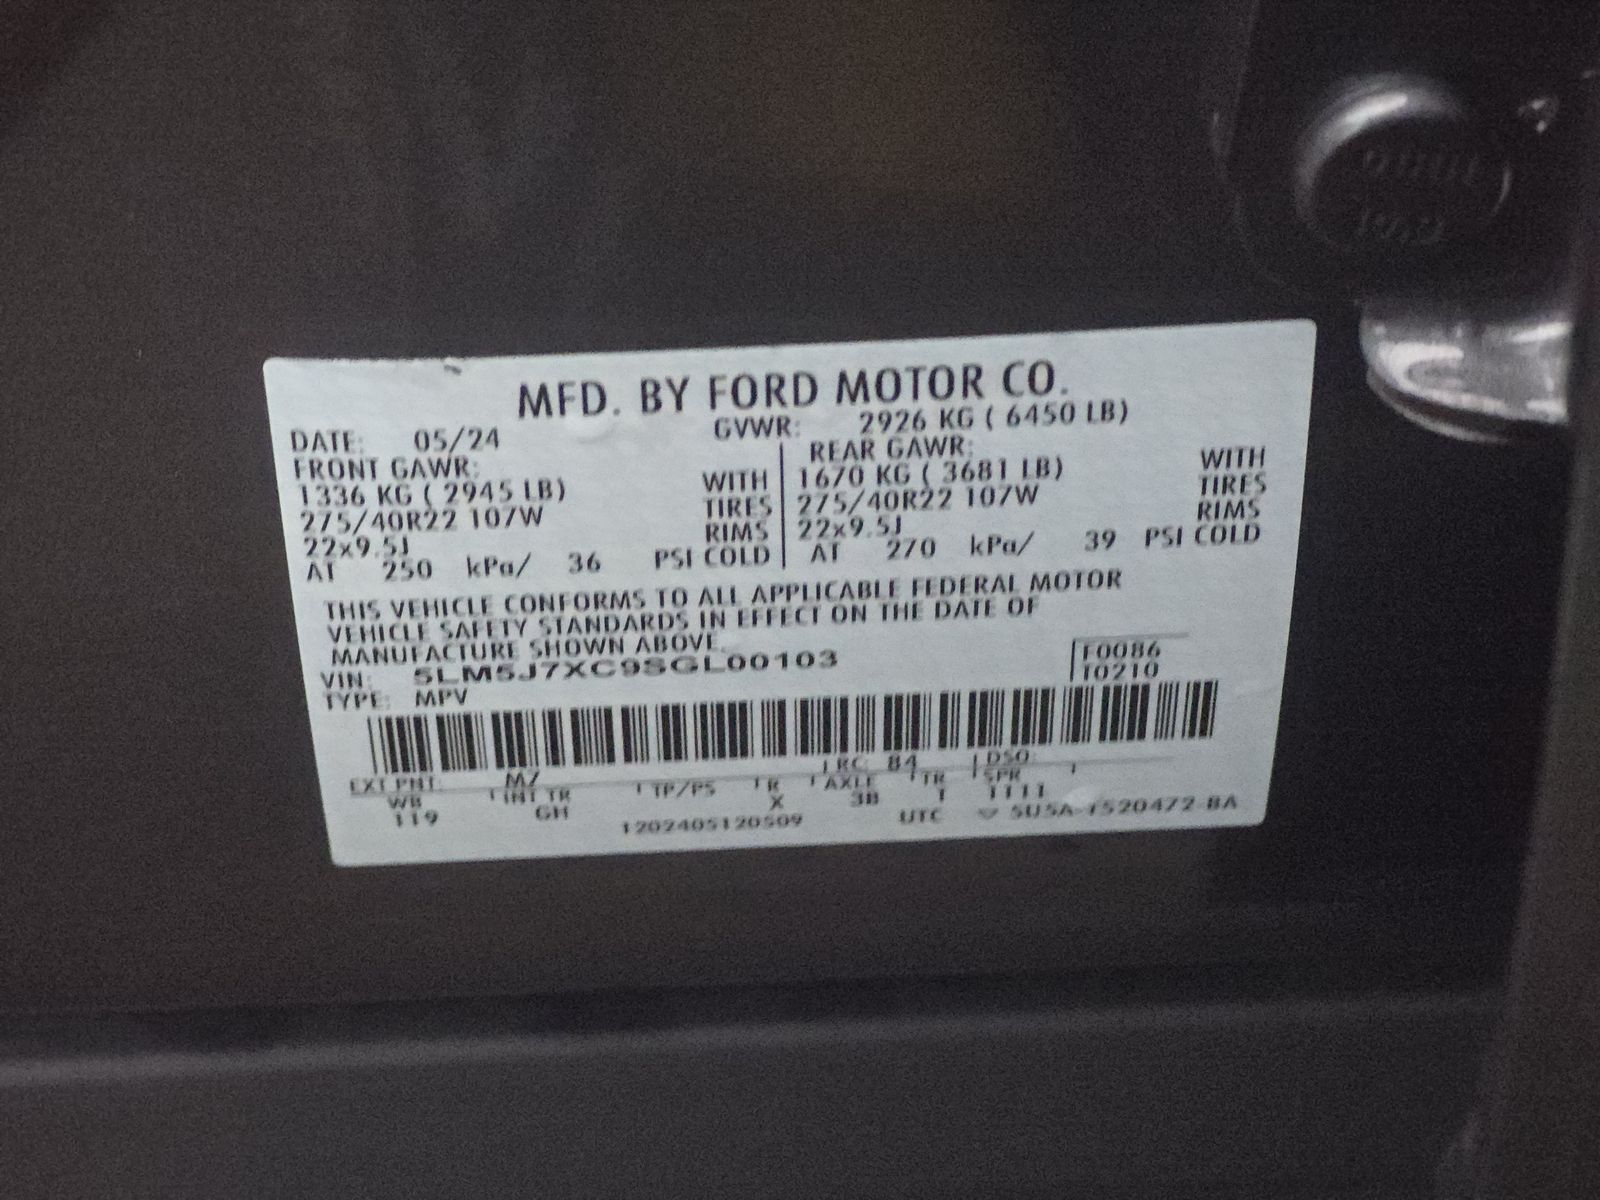 MFD. BY FORD MOTOR CO.
DATE: 05/24 GVWR: 2926 KG ( 6450 LB)
FRONT GAWR: REAR GAWR:
1336 KG ( 2945 LB) WITH 1670 KG ( 3681 LB) WITH
275/40R22 107W TIRES 275/40R22 107W TIRES
22x9.5J RIMS 22x9.5J RIMS
AT 250 kPa/ 36 PSI COLD AT 270 kPa/ 39 PSI COLD
THIS VEHICLE CONFORMS TO ALL APPLICABLE FEDERAL MOTOR
VEHICLE SAFETY STANDARDS IN EFFECT ON THE DATE OF
MANUFACTURE SHOWN ABOVE.
VIN: 5LM5J7XC9SGL00103 F0086
TYPE: MPV T0210
EXT PNT: M7 RC: 84 DSO:
WB INT TR TP/PS R AXLE TR SPR
119 GH X 3B 1 1111
1202405120509 UTC 5U5A-1520472-BA